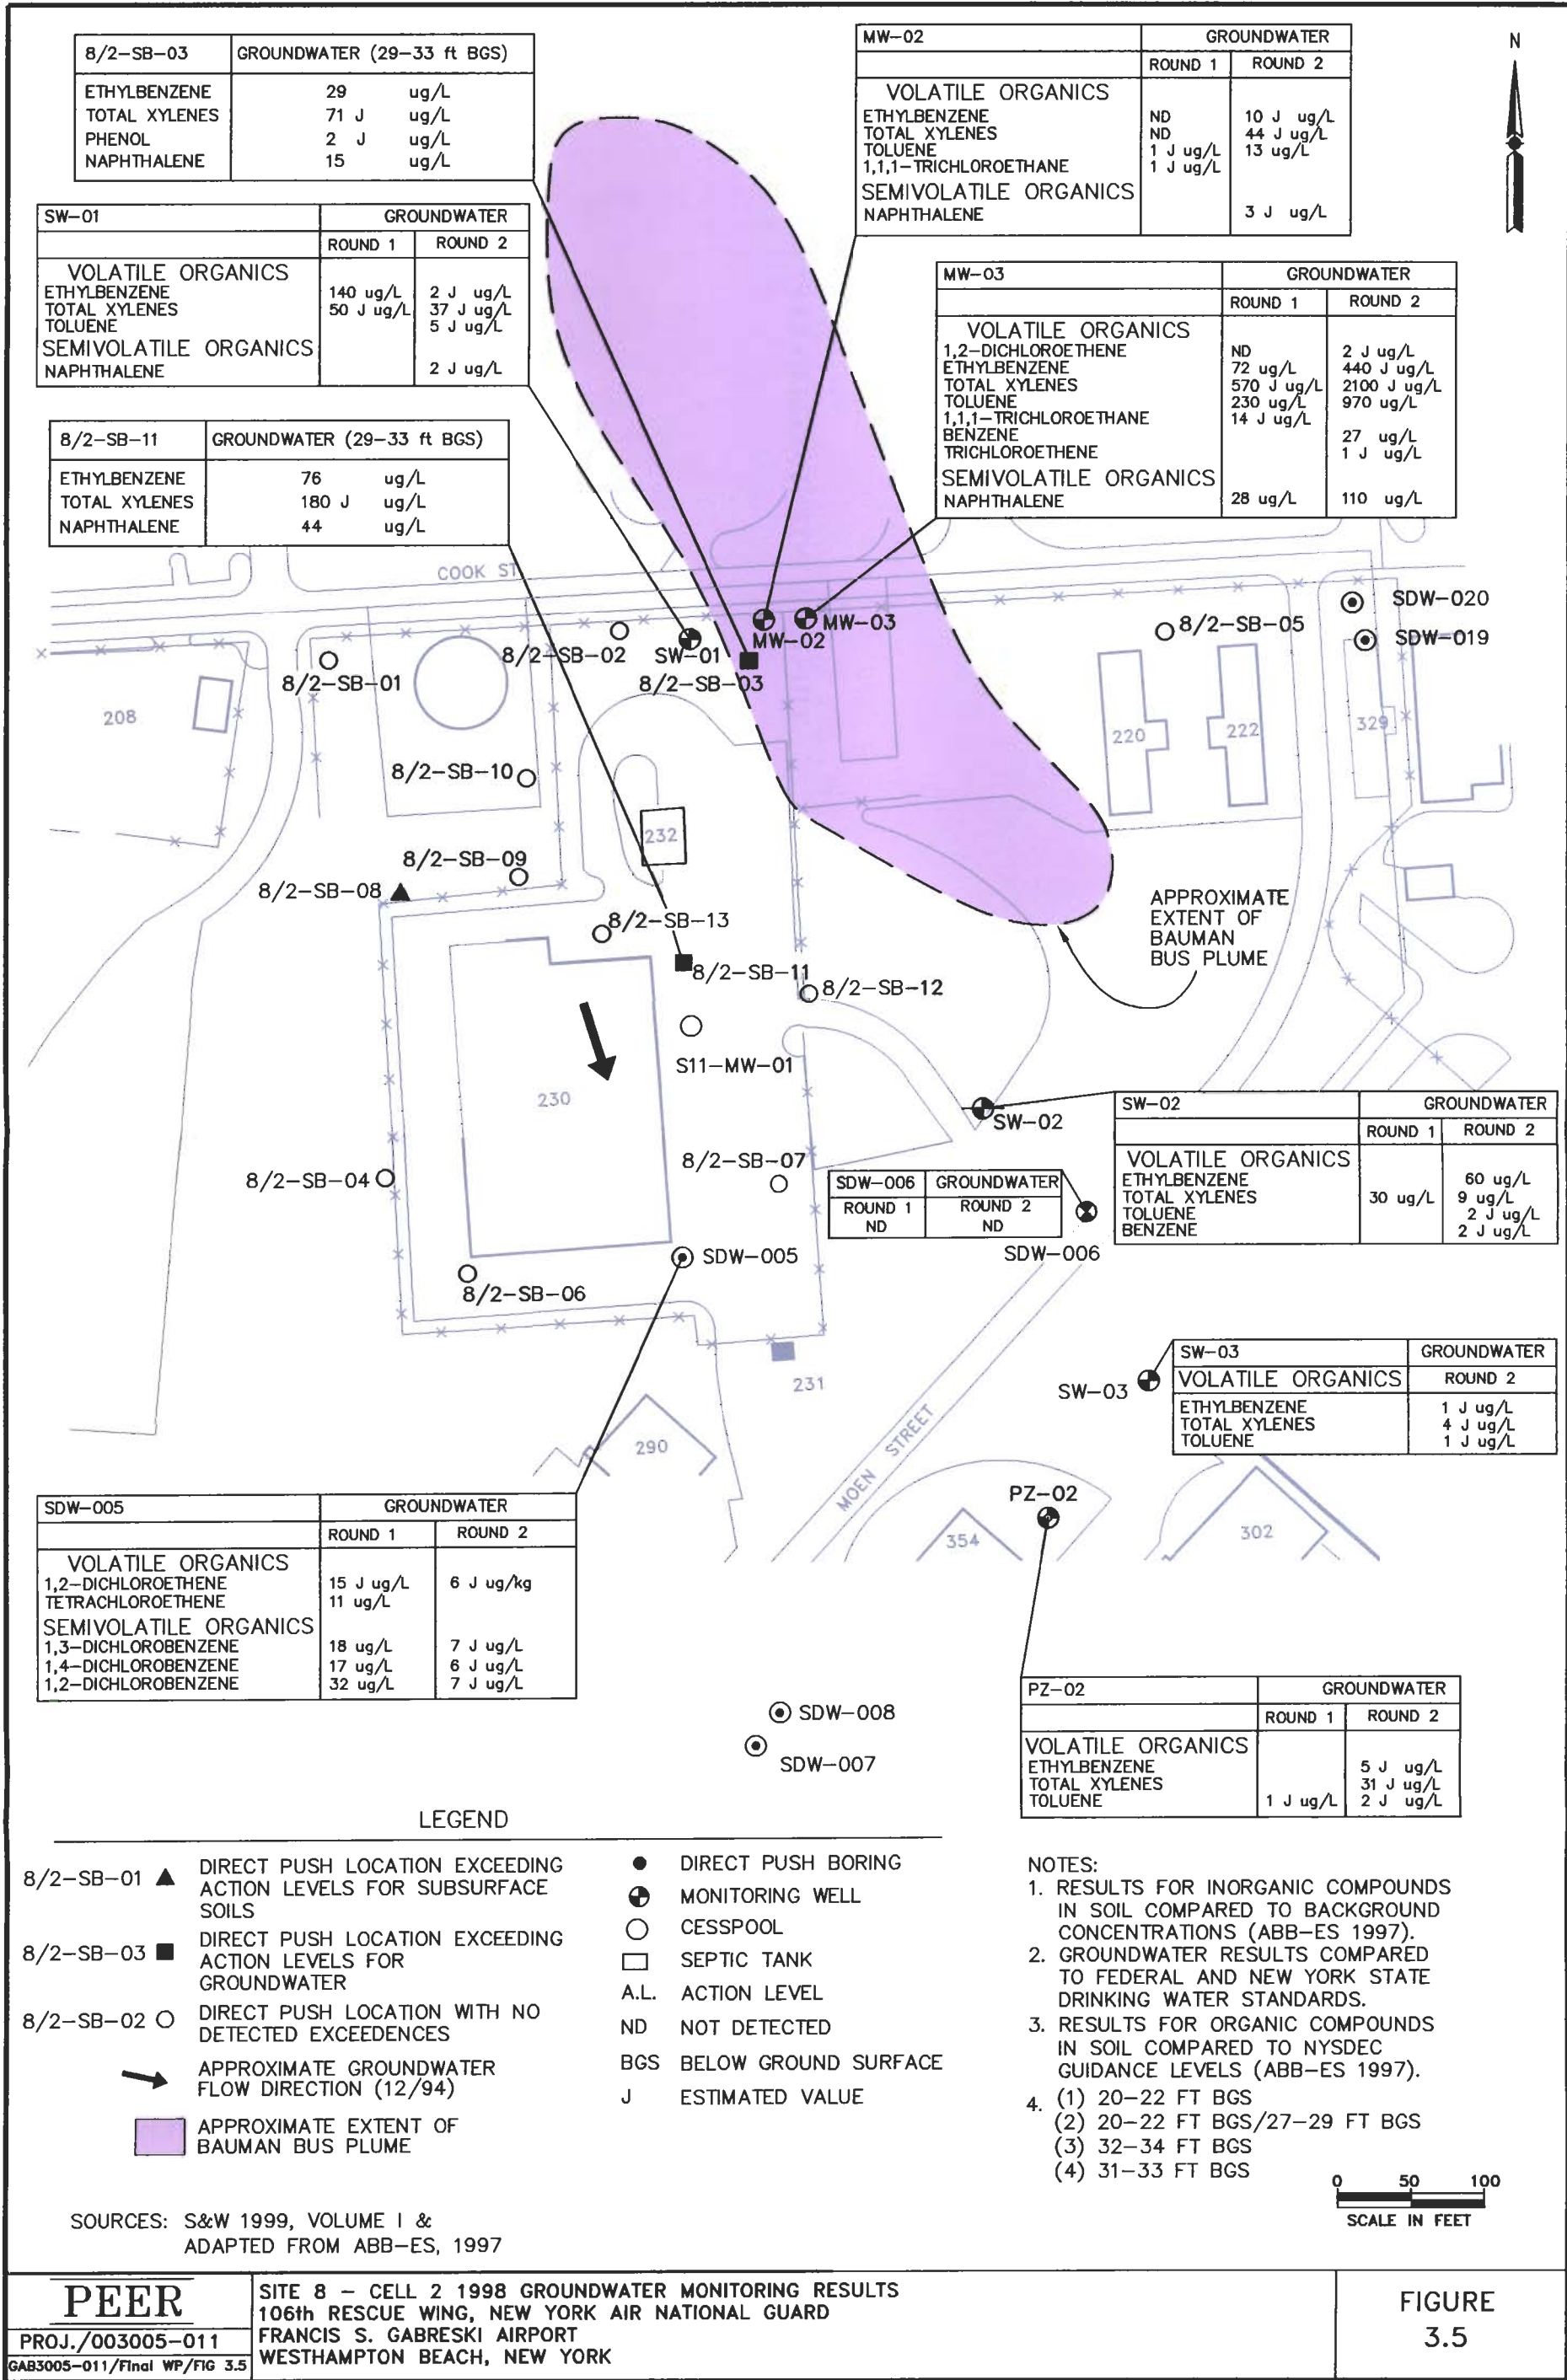 8/2-SB-03 GROUNDWATER (29-33 ft BGS)
ETHYLBENZENE 29 ug/L
TOTAL XYLENES 71 J ug/L
PHENOL 2 J ug/L
NAPHTHALENE 15 ug/L
MW-02 GROUNDWATER
ROUND 1 ROUND 2
VOLATILE ORGANICS
ETHYLBENZENE ND 10 J ug/L
TOTAL XYLENES ND 44 J ug/L
TOLUENE 1 J ug/L 13 ug/L
1,1,1-TRICHLOROETHANE 1 J ug/L
SEMIVOLATILE ORGANICS
NAPHTHALENE 3 J ug/L
N
SW-01 GROUNDWATER
ROUND 1 ROUND 2
VOLATILE ORGANICS
ETHYLBENZENE 140 ug/L 2 J ug/L
TOTAL XYLENES 50 J ug/L 37 J ug/L
TOLUENE 5 J ug/L
SEMIVOLATILE ORGANICS
NAPHTHALENE 2 J ug/L
MW-03 GROUNDWATER
ROUND 1 ROUND 2
VOLATILE ORGANICS
1,2-DICHLOROETHENE ND 2 J ug/L
ETHYLBENZENE 72 ug/L 440 J ug/L
TOTAL XYLENES 570 J ug/L 2100 J ug/L
TOLUENE 230 ug/L 970 ug/L
1,1,1-TRICHLOROETHANE 14 J ug/L
BENZENE 27 ug/L
TRICHLOROETHENE 1 J ug/L
SEMIVOLATILE ORGANICS
NAPHTHALENE 28 ug/L 110 ug/L
8/2-SB-11 GROUNDWATER (29-33 ft BGS)
ETHYLBENZENE 76 ug/L
TOTAL XYLENES 180 J ug/L
NAPHTHALENE 44 ug/L
COOK ST
SDW-020
SDW-019
8/2-SB-05
MW-03
MW-02
SW-01
8/2-SB-02
8/2-SB-03
8/2-SB-01
208
220
222
329
8/2-SB-10
232
8/2-SB-09
8/2-SB-08
8/2-SB-13
APPROXIMATE
EXTENT OF
BAUMAN
BUS PLUME
8/2-SB-11
8/2-SB-12
S11-MW-01
230
SW-02
8/2-SB-07
8/2-SB-04
SW-02 GROUNDWATER
ROUND 1 ROUND 2
VOLATILE ORGANICS
ETHYLBENZENE 60 ug/L
TOTAL XYLENES 30 ug/L 9 ug/L
TOLUENE 2 J ug/L
BENZENE 2 J ug/L
SDW-006 GROUNDWATER
ROUND 1 ROUND 2
ND ND
SDW-006
SDW-005
8/2-SB-06
231
290
MOEN STREET
SW-03
SW-03 GROUNDWATER
VOLATILE ORGANICS ROUND 2
ETHYLBENZENE 1 J ug/L
TOTAL XYLENES 4 J ug/L
TOLUENE 1 J ug/L
PZ-02
354
302
SDW-005 GROUNDWATER
ROUND 1 ROUND 2
VOLATILE ORGANICS
1,2-DICHLOROETHENE 15 J ug/L 6 J ug/kg
TETRACHLOROETHENE 11 ug/L
SEMIVOLATILE ORGANICS
1,3-DICHLOROBENZENE 18 ug/L 7 J ug/L
1,4-DICHLOROBENZENE 17 ug/L 6 J ug/L
1,2-DICHLOROBENZENE 32 ug/L 7 J ug/L
SDW-008
SDW-007
PZ-02 GROUNDWATER
ROUND 1 ROUND 2
VOLATILE ORGANICS
ETHYLBENZENE 5 J ug/L
TOTAL XYLENES 31 J ug/L
TOLUENE 1 J ug/L 2 J ug/L
LEGEND
8/2-SB-01 DIRECT PUSH LOCATION EXCEEDING
ACTION LEVELS FOR SUBSURFACE
SOILS
8/2-SB-03 DIRECT PUSH LOCATION EXCEEDING
ACTION LEVELS FOR
GROUNDWATER
8/2-SB-02 DIRECT PUSH LOCATION WITH NO
DETECTED EXCEEDENCES
APPROXIMATE GROUNDWATER
FLOW DIRECTION (12/94)
APPROXIMATE EXTENT OF
BAUMAN BUS PLUME
DIRECT PUSH BORING
MONITORING WELL
CESSPOOL
SEPTIC TANK
A.L. ACTION LEVEL
ND NOT DETECTED
BGS BELOW GROUND SURFACE
J ESTIMATED VALUE
NOTES:
1. RESULTS FOR INORGANIC COMPOUNDS
IN SOIL COMPARED TO BACKGROUND
CONCENTRATIONS (ABB-ES 1997).
2. GROUNDWATER RESULTS COMPARED
TO FEDERAL AND NEW YORK STATE
DRINKING WATER STANDARDS.
3. RESULTS FOR ORGANIC COMPOUNDS
IN SOIL COMPARED TO NYSDEC
GUIDANCE LEVELS (ABB-ES 1997).
4. (1) 20-22 FT BGS
(2) 20-22 FT BGS/27-29 FT BGS
(3) 32-34 FT BGS
(4) 31-33 FT BGS
0 50 100
SCALE IN FEET
SOURCES: S&W 1999, VOLUME I &
ADAPTED FROM ABB-ES, 1997
PEER
PROJ./003005-011
GAB3005-011/Final WP/FIG 3.5
SITE 8 - CELL 2 1998 GROUNDWATER MONITORING RESULTS
106th RESCUE WING, NEW YORK AIR NATIONAL GUARD
FRANCIS S. GABRESKI AIRPORT
WESTHAMPTON BEACH, NEW YORK
FIGURE
3.5